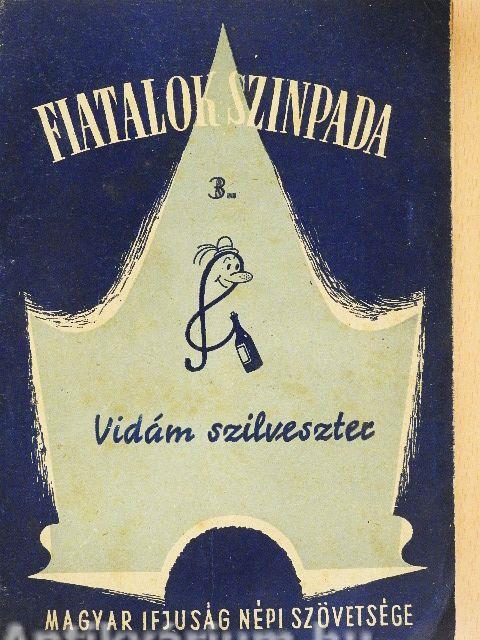 FIATALOK SZINPADA
3.
Vidám szilveszter
MAGYAR IFJUSÁG NÉPI SZÖVETSÉGE